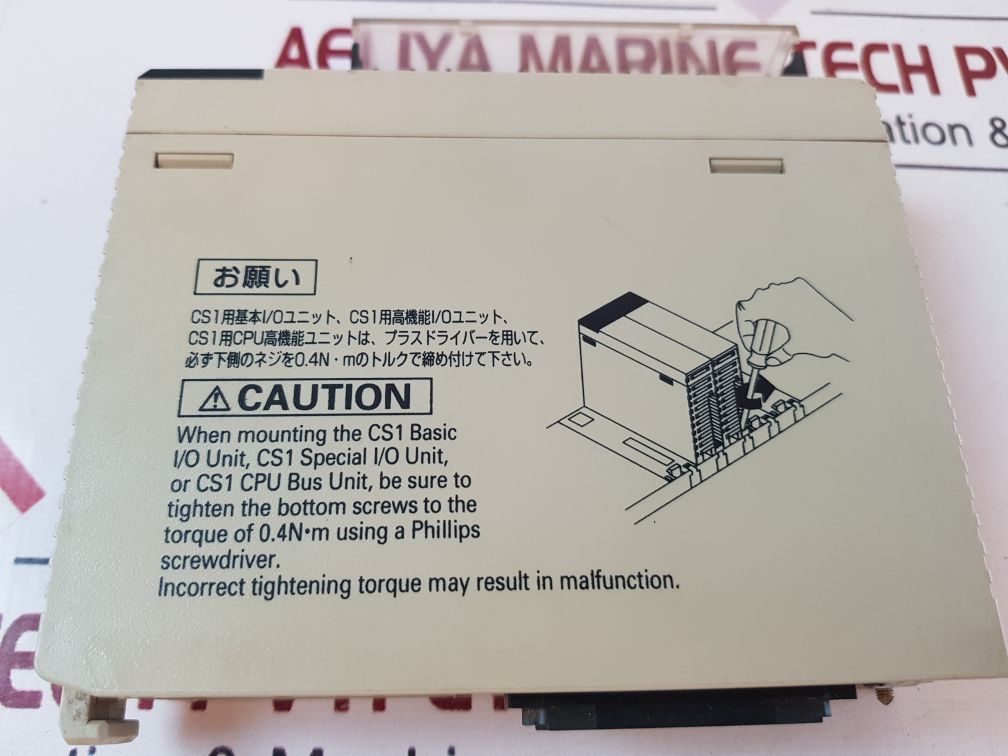 AELIYA MARINE TECH PV
ation &
お願い
CS1用基本I/Oユニット、CS1用高機能I/Oユニット、
CS1用CPU高機能ユニットは、プラスドライバーを用いて、
必ず下側のネジを0.4N・mのトルクで締め付けて下さい。
⚠CAUTION
When mounting the CS1 Basic
I/O Unit, CS1 Special I/O Unit,
or CS1 CPU Bus Unit, be sure to
tighten the bottom screws to the
torque of 0.4N•m using a Phillips
screwdriver.
Incorrect tightening torque may result in malfunction.